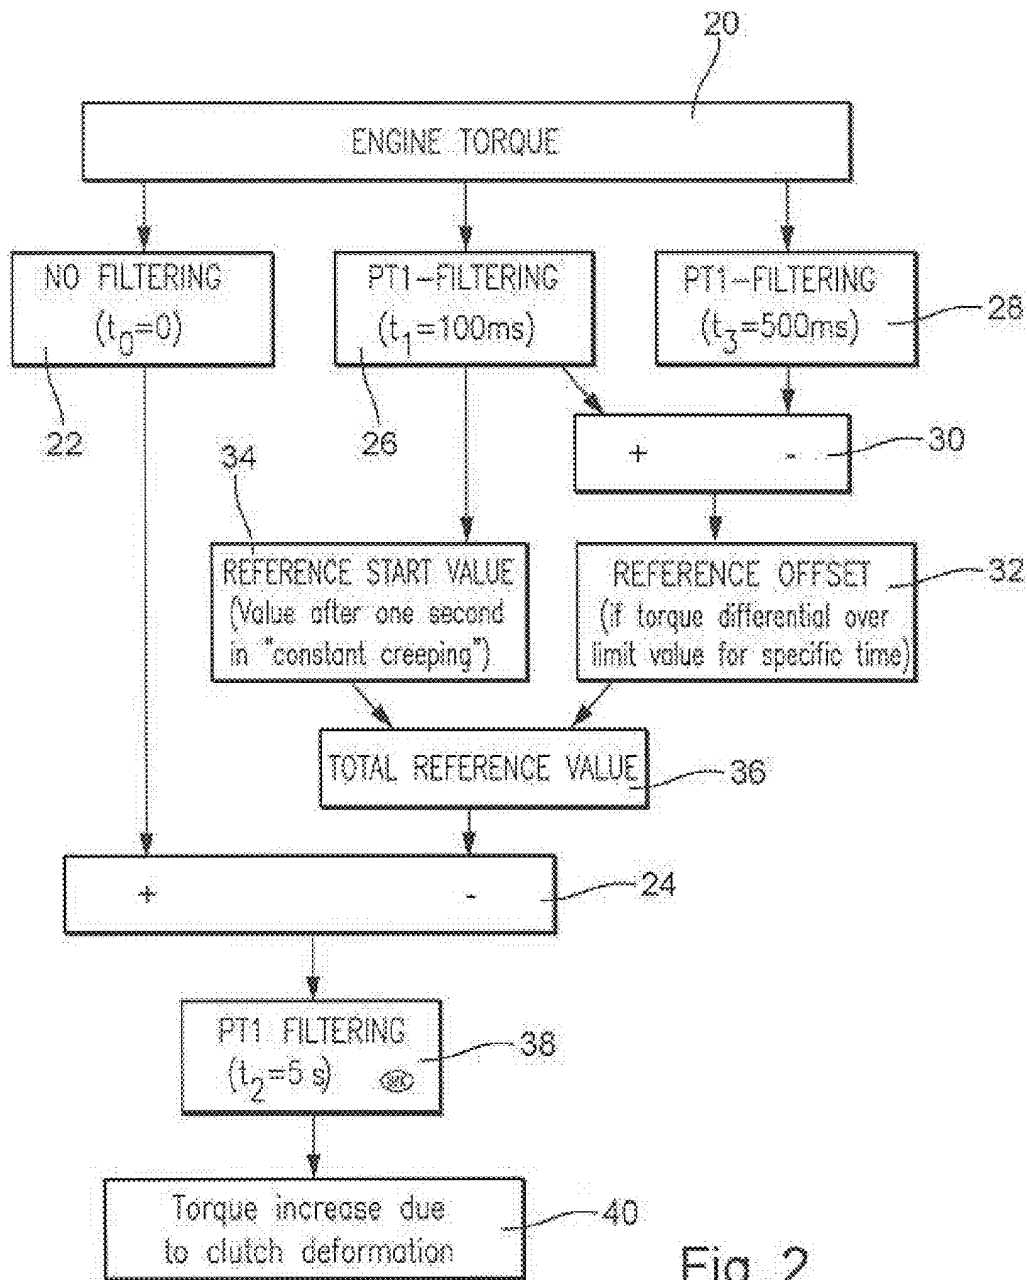 20
ENGINE TORQUE
NO FILTERING
(t0=0)
PT1-FILTERING
(t1=100ms)
PT1-FILTERING
(t3=500ms)
28
22
26
+ -
30
34
REFERENCE START VALUE
(Value after one second
in "constant creeping")
REFERENCE OFFSET
(if torque differential over
limit value for specific time)
32
TOTAL REFERENCE VALUE
36
+ -
24
PT1 FILTERING
(t2=5 s)
38
Torque increase due
to clutch deformation
40
Fig. 2